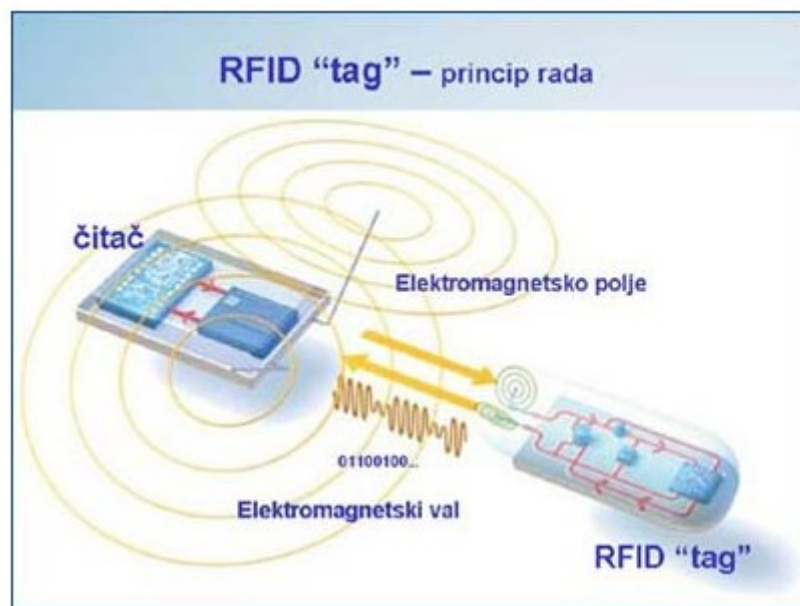 RFID “tag” – princip rada
čitač
Elektromagnetsko polje
01100100...
Elektromagnetski val
RFID “tag”